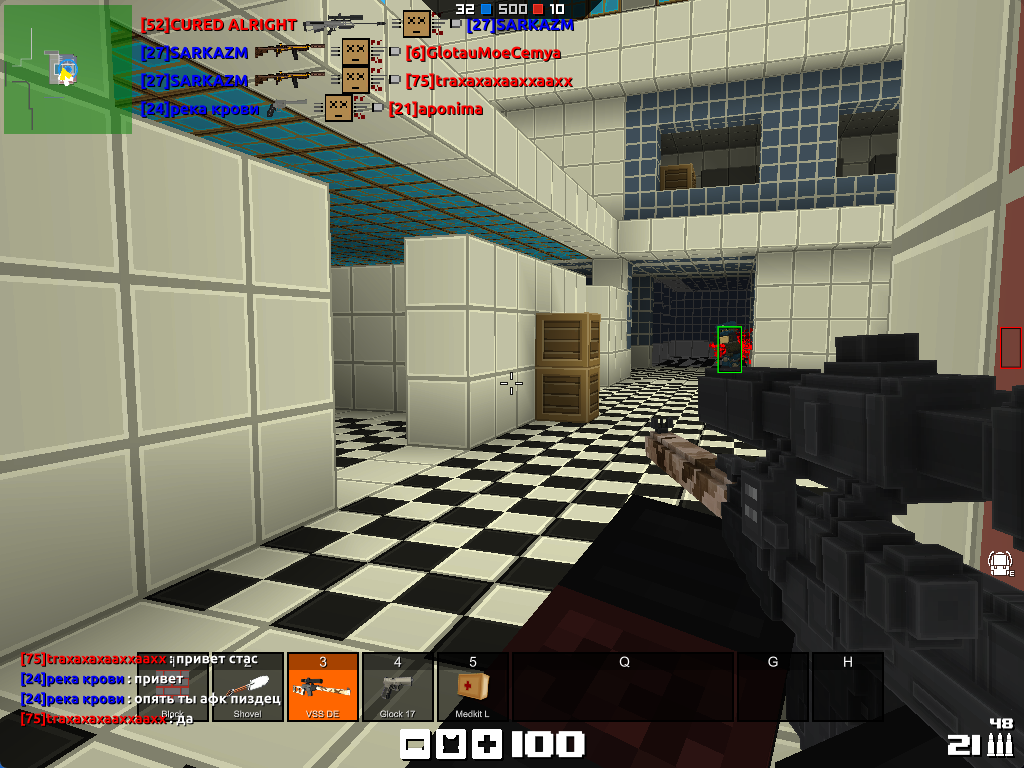 32 500 10
[52]CURED ALRIGHT [27]SARKAZM
[27]SARKAZM [6]GlotauMoeCemya
[27]SARKAZM [75]traxaxaxaaxxaaxx
[24]река крови [21]aponima
E
[75]traxaxaxaaxxaaxx: привет стас
[24]река крови: привет
[24]река крови: опять ты афк пиздец
[75]traxaxaxaaxxaaxx: да
3 4 5 Q G H
Block Shovel VSS DE Glock 17 Medkit L
100
48
21